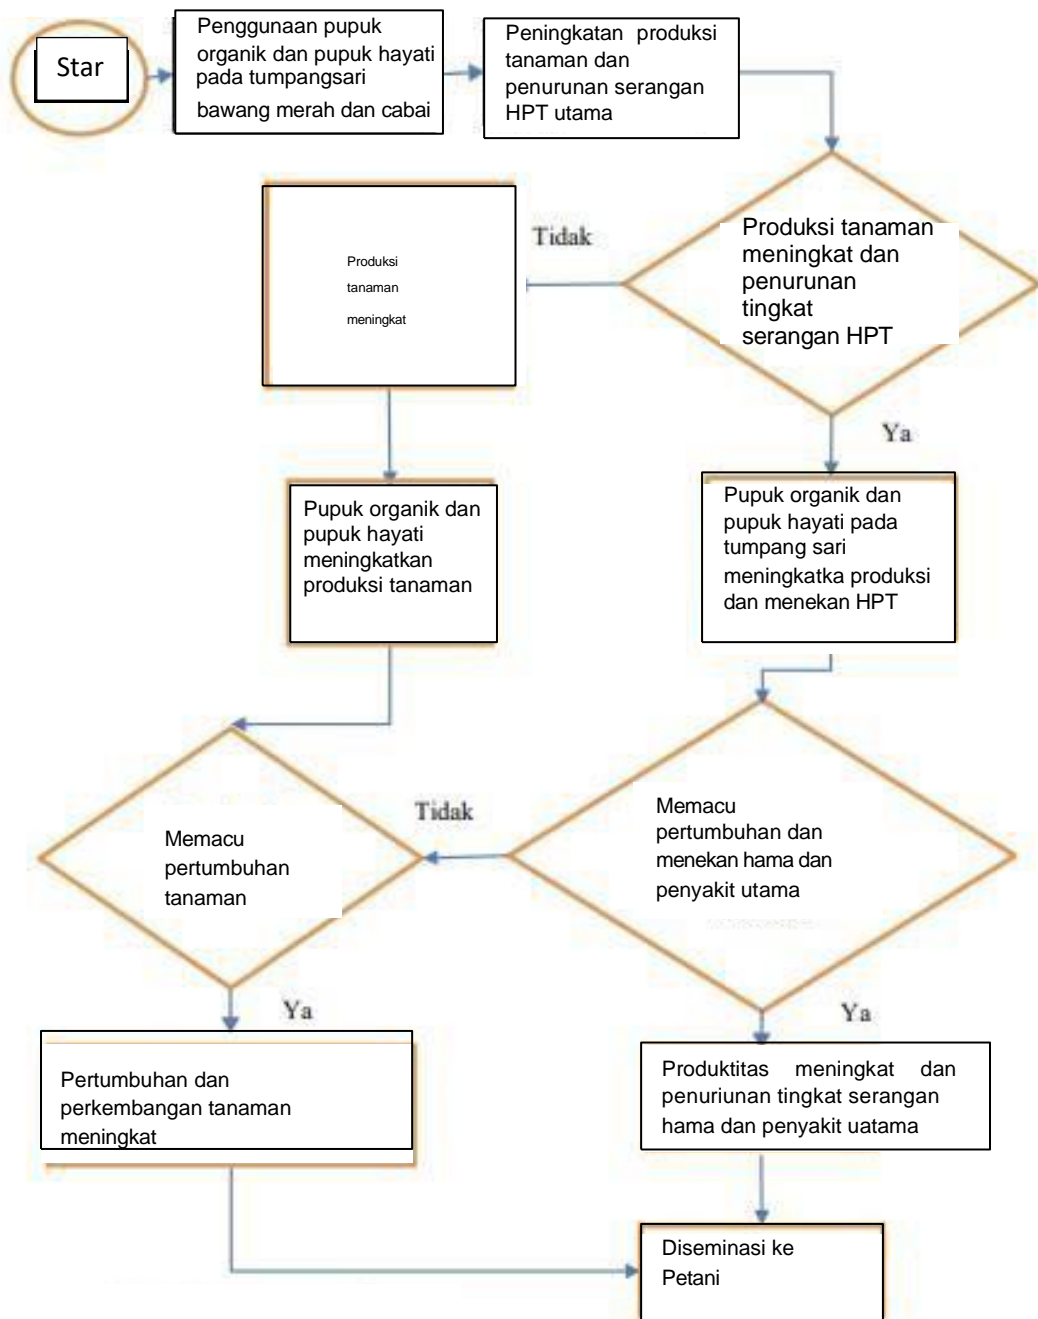 Star
Penggunaan pupuk
organik dan pupuk hayati
pada tumpangsari
bawang merah dan cabai
Peningkatan produksi
tanaman dan
penurunan serangan
HPT utama
Produksi tanaman
meningkat dan
penurunan
tingkat
serangan HPT
Tidak
Produksi
tanaman
meningkat
Ya
Pupuk organik dan
pupuk hayati
meningkatkan
produksi tanaman
Pupuk organik dan
pupuk hayati pada
tumpang sari
meningkatka produksi
dan menekan HPT
Memacu
pertumbuhan
tanaman
Tidak
Memacu
pertumbuhan dan
menekan hama dan
penyakit utama
Ya
Ya
Pertumbuhan dan
perkembangan tanaman
meningkat
Produktitas meningkat dan
penuriunan tingkat serangan
hama dan penyakit uatama
Diseminasi ke
Petani